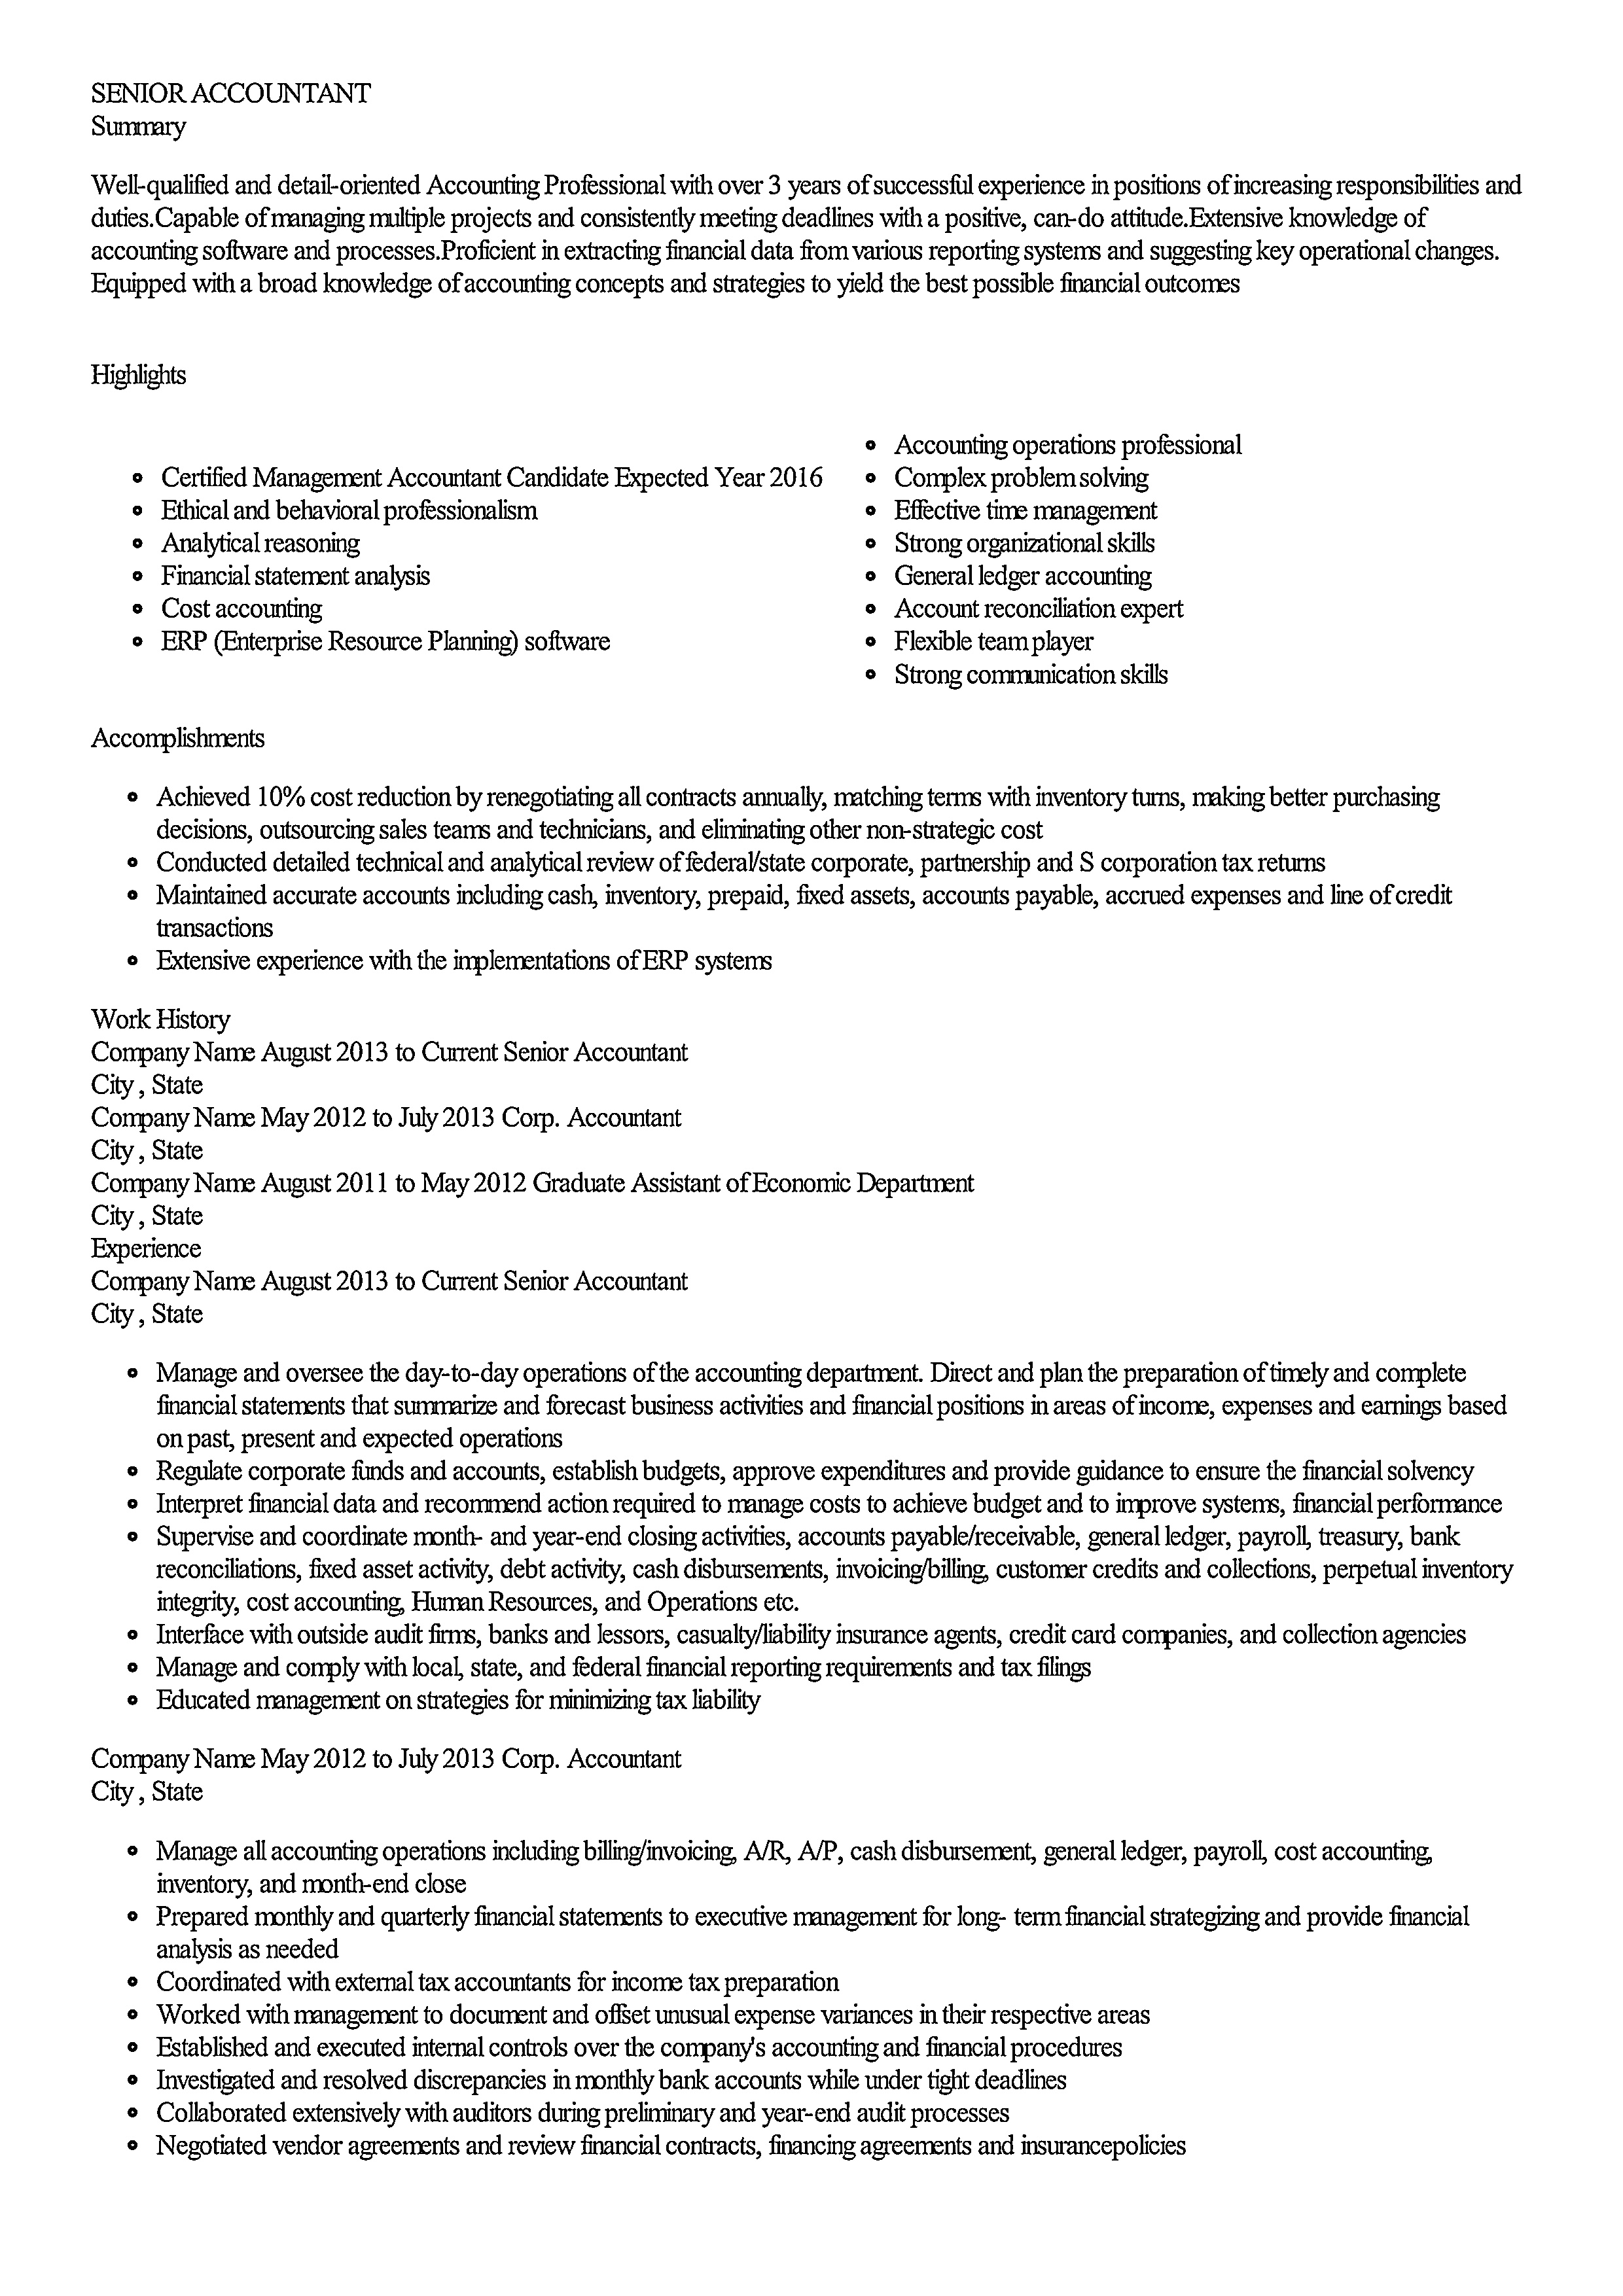 SENIOR ACCOUNTANT
Summary
Well-qualified and detail-oriented Accounting Professional with over 3 years of successful experience in positions of increasing responsibilities and
duties.Capable of managing multiple projects and consistently meeting deadlines with a positive, can-do attitude.Extensive knowledge of
accounting software and processes.Proficient in extracting financial data from various reporting systems and suggesting key operational changes.
Equipped with a broad knowledge of accounting concepts and strategies to yield the best possible financial outcomes
Highlights
Certified Management Accountant Candidate Expected Year 2016
Ethical and behavioral professionalism
Analytical reasoning
Financial statement analysis
Cost accounting
ERP (Enterprise Resource Planning) software
Accounting operations professional
Complex problem solving
Effective time management
Strong organizational skills
General ledger accounting
Account reconciliation expert
Flexible team player
Strong communication skills
Accomplishments
Achieved 10% cost reduction by renegotiating all contracts annually, matching terms with inventory turns, making better purchasing
decisions, outsourcing sales teams and technicians, and eliminating other non-strategic cost
Conducted detailed technical and analytical review of federal/state corporate, partnership and S corporation tax returns
Maintained accurate accounts including cash, inventory, prepaid, fixed assets, accounts payable, accrued expenses and line of credit
transactions
Extensive experience with the implementations of ERP systems
Work History
Company Name August 2013 to Current Senior Accountant
City , State
Company Name May 2012 to July 2013 Corp. Accountant
City , State
Company Name August 2011 to May 2012 Graduate Assistant of Economic Department
City , State
Experience
Company Name August 2013 to Current Senior Accountant
City , State
Manage and oversee the day-to-day operations of the accounting department. Direct and plan the preparation of timely and complete
financial statements that summarize and forecast business activities and financial positions in areas of income, expenses and earnings based
on past, present and expected operations
Regulate corporate funds and accounts, establish budgets, approve expenditures and provide guidance to ensure the financial solvency
Interpret financial data and recommend action required to manage costs to achieve budget and to improve systems, financial performance
Supervise and coordinate month- and year-end closing activities, accounts payable/receivable, general ledger, payroll, treasury, bank
reconciliations, fixed asset activity, debt activity, cash disbursements, invoicing/billing, customer credits and collections, perpetual inventory
integrity, cost accounting, Human Resources, and Operations etc.
Interface with outside audit firms, banks and lessors, casualty/liability insurance agents, credit card companies, and collection agencies
Manage and comply with local, state, and federal financial reporting requirements and tax filings
Educated management on strategies for minimizing tax liability
Company Name May 2012 to July 2013 Corp. Accountant
City , State
Manage all accounting operations including billing/invoicing, A/R, A/P, cash disbursement, general ledger, payroll, cost accounting,
inventory, and month-end close
Prepared monthly and quarterly financial statements to executive management for long- term financial strategizing and provide financial
analysis as needed
Coordinated with external tax accountants for income tax preparation
Worked with management to document and offset unusual expense variances in their respective areas
Established and executed internal controls over the company's accounting and financial procedures
Investigated and resolved discrepancies in monthly bank accounts while under tight deadlines
Collaborated extensively with auditors during preliminary and year-end audit processes
Negotiated vendor agreements and review financial contracts, financing agreements and insurancepolicies